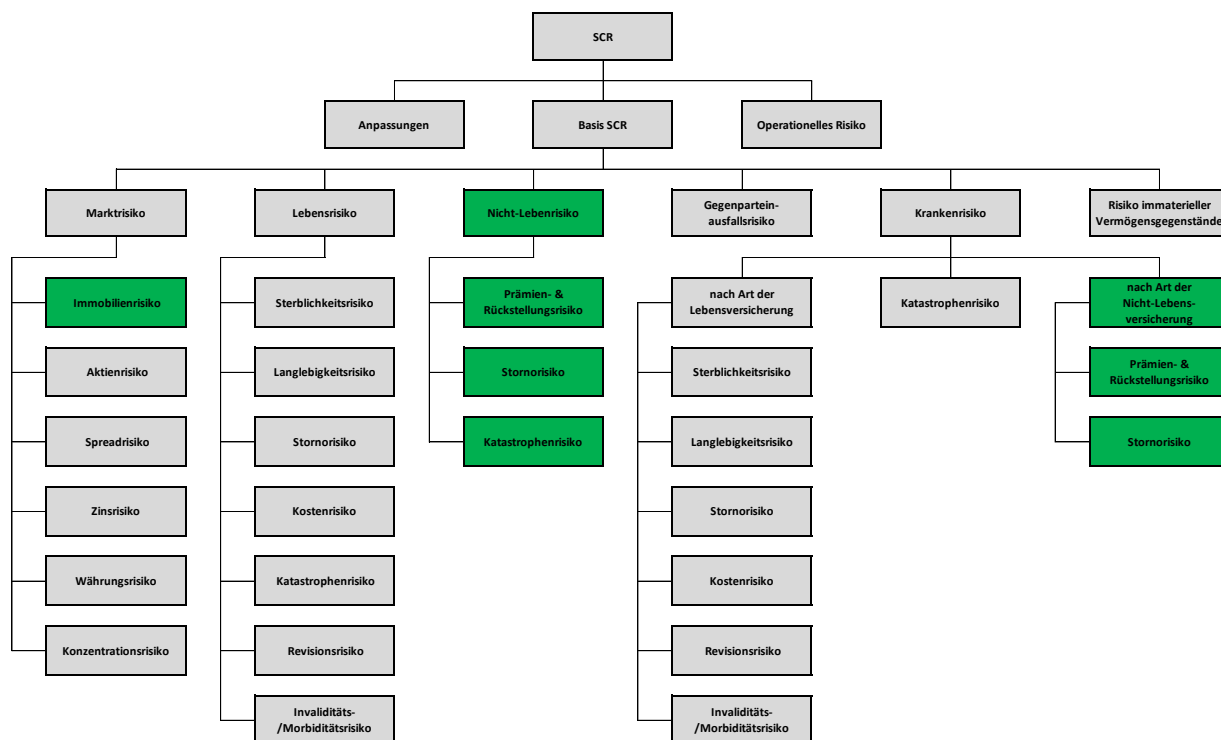 SCR
Anpassungen
Basis SCR
Operationelles Risiko
Marktrisiko
Lebensrisiko
Nicht-Lebenrisiko
Gegenpartein-
ausfallsrisiko
Krankenrisiko
Risiko immaterieller
Vermögensgegenstände
Immobilienrisiko
Aktienrisiko
Spreadrisiko
Zinsrisiko
Währungsrisiko
Konzentrationsrisiko
Sterblichkeitsrisiko
Langlebigkeitsrisiko
Stornorisiko
Kostenrisiko
Katastrophenrisiko
Revisionsrisiko
Invaliditäts-
/Morbiditätsrisiko
Prämien- &
Rückstellungsrisiko
Stornorisiko
Katastrophenrisiko
nach Art der
Lebensversicherung
Sterblichkeitsrisiko
Langlebigkeitsrisiko
Stornorisiko
Kostenrisiko
Revisionsrisiko
Invaliditäts-
/Morbiditätsrisiko
Katastrophenrisiko
nach Art der
Nicht-Lebens-
versicherung
Prämien- &
Rückstellungsrisiko
Stornorisiko